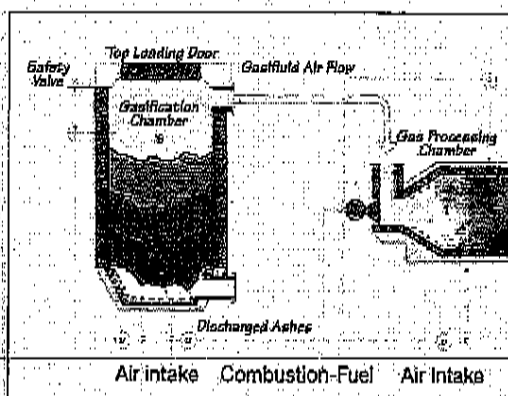 Top Loading Door
Safety
Valve
Gasifluid Air Flow
Gasification
Chamber
Gas Processing
Chamber
Discharged Ashes
Air intake Combustion-Fuel Air Intake